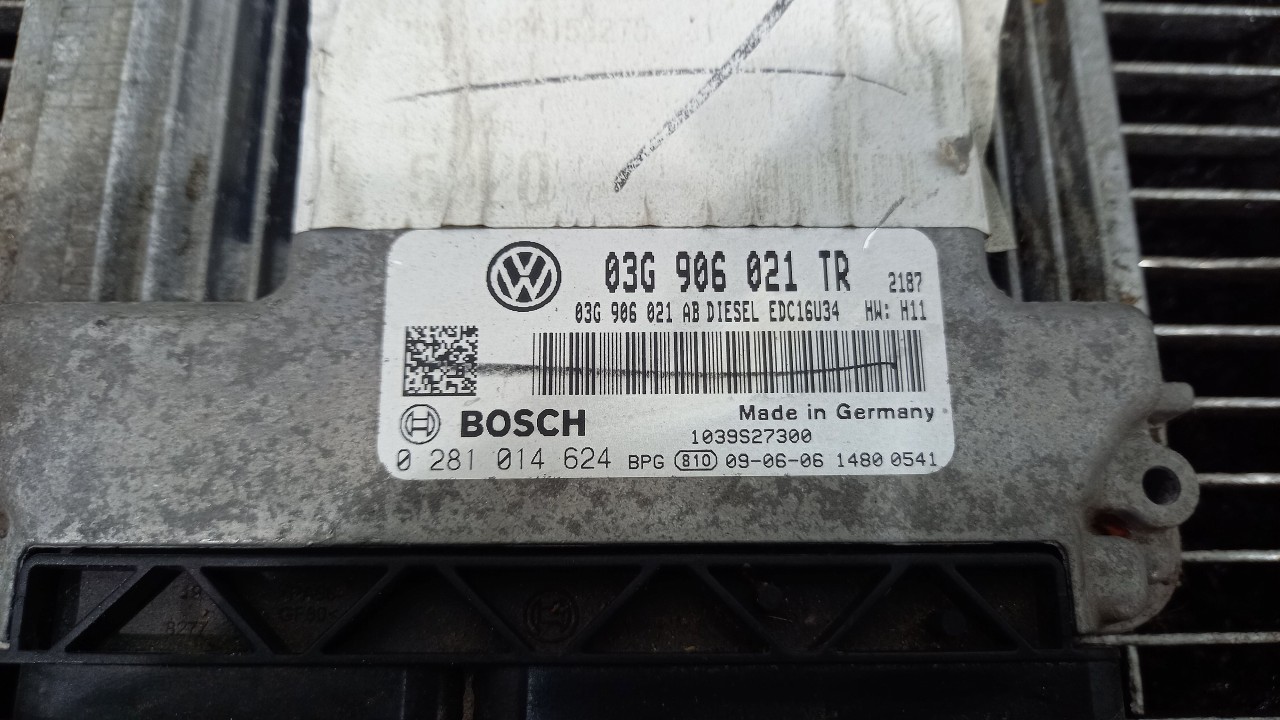 03G 906 021 TR 2187
03G 906 021 AB DIESEL EDC16U34 HW: H11
BOSCH Made in Germany
1039S27300
0 281 014 624 BPG 810 09-06-06 1480 0541